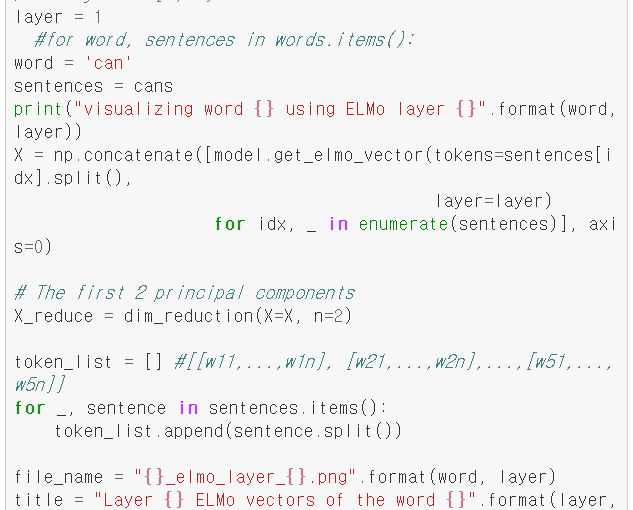 layer = 1
#for word, sentences in words.items():
word = 'can'
sentences = cans
print("visualizing word {} using ELMo layer {}".format(word,
layer))
X = np.concatenate([model.get_elmo_vector(tokens=sentences[i
dx].split(),
layer=layer)
for idx, _ in enumerate(sentences)], axi
s=0)
# The first 2 principal components
X_reduce = dim_reduction(X=X, n=2)
token_list = [] #[[w11,...,w1n], [w21,...,w2n],...,[w51,...,
w5n]]
for _, sentence in sentences.items():
token_list.append(sentence.split())
file_name = "{}_elmo_layer_{}.png".format(word, layer)
title = "Layer {} ELMo vectors of the word {}".format(layer,